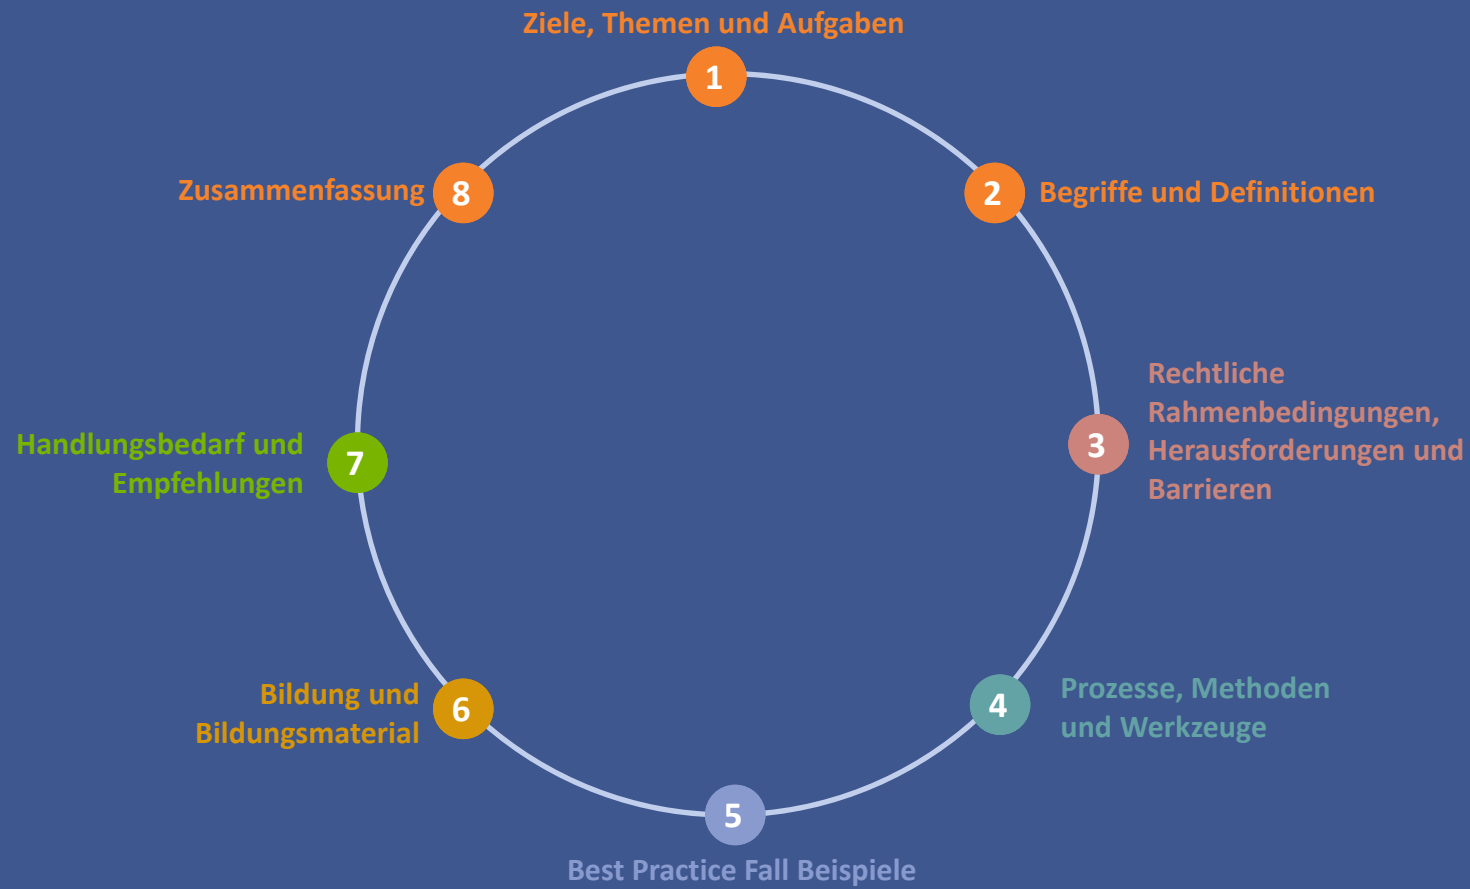 Ziele, Themen und Aufgaben
1
2
Begriffe und Definitionen
3
Rechtliche
Rahmenbedingungen,
Herausforderungen und
Barrieren
4
Prozesse, Methoden
und Werkzeuge
5
Best Practice Fall Beispiele
6
Bildung und
Bildungsmaterial
7
Handlungsbedarf und
Empfehlungen
8
Zusammenfassung